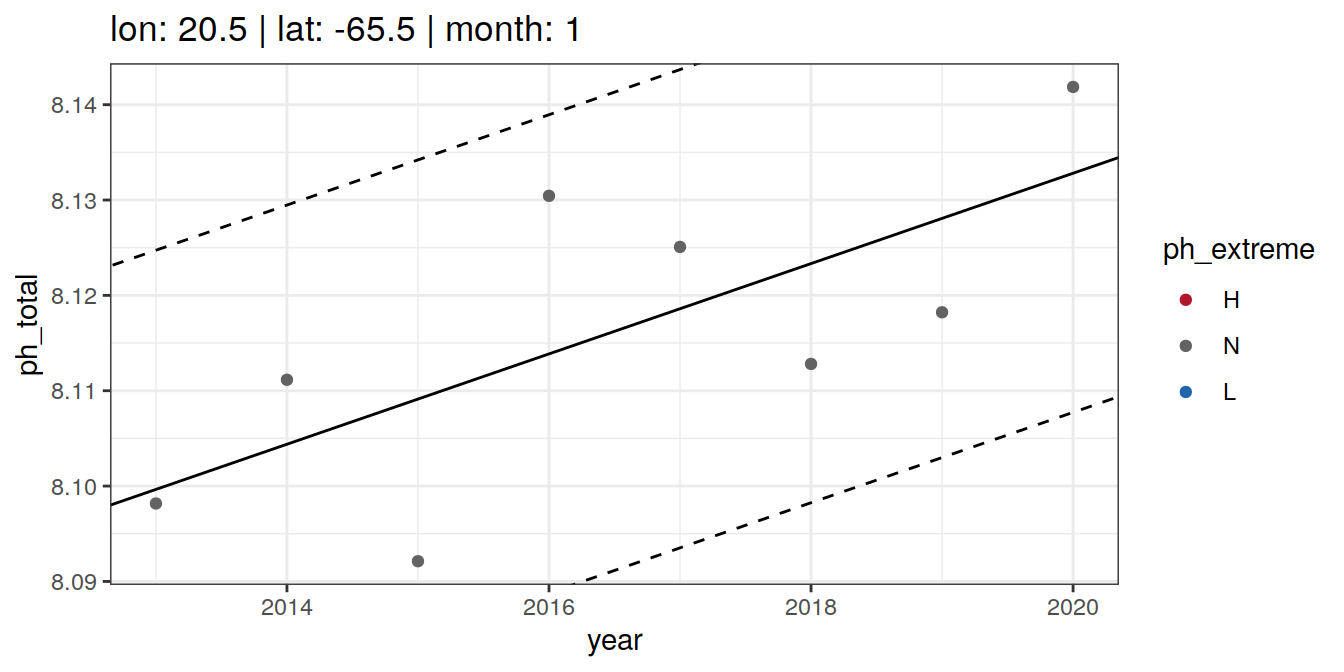 lon: 20.5 | lat: -65.5 | month: 1
8.14
8.13
8.12
8.11
8.10
8.09
ph_total
2014 2016 2018 2020
year
ph_extreme
H
N
L